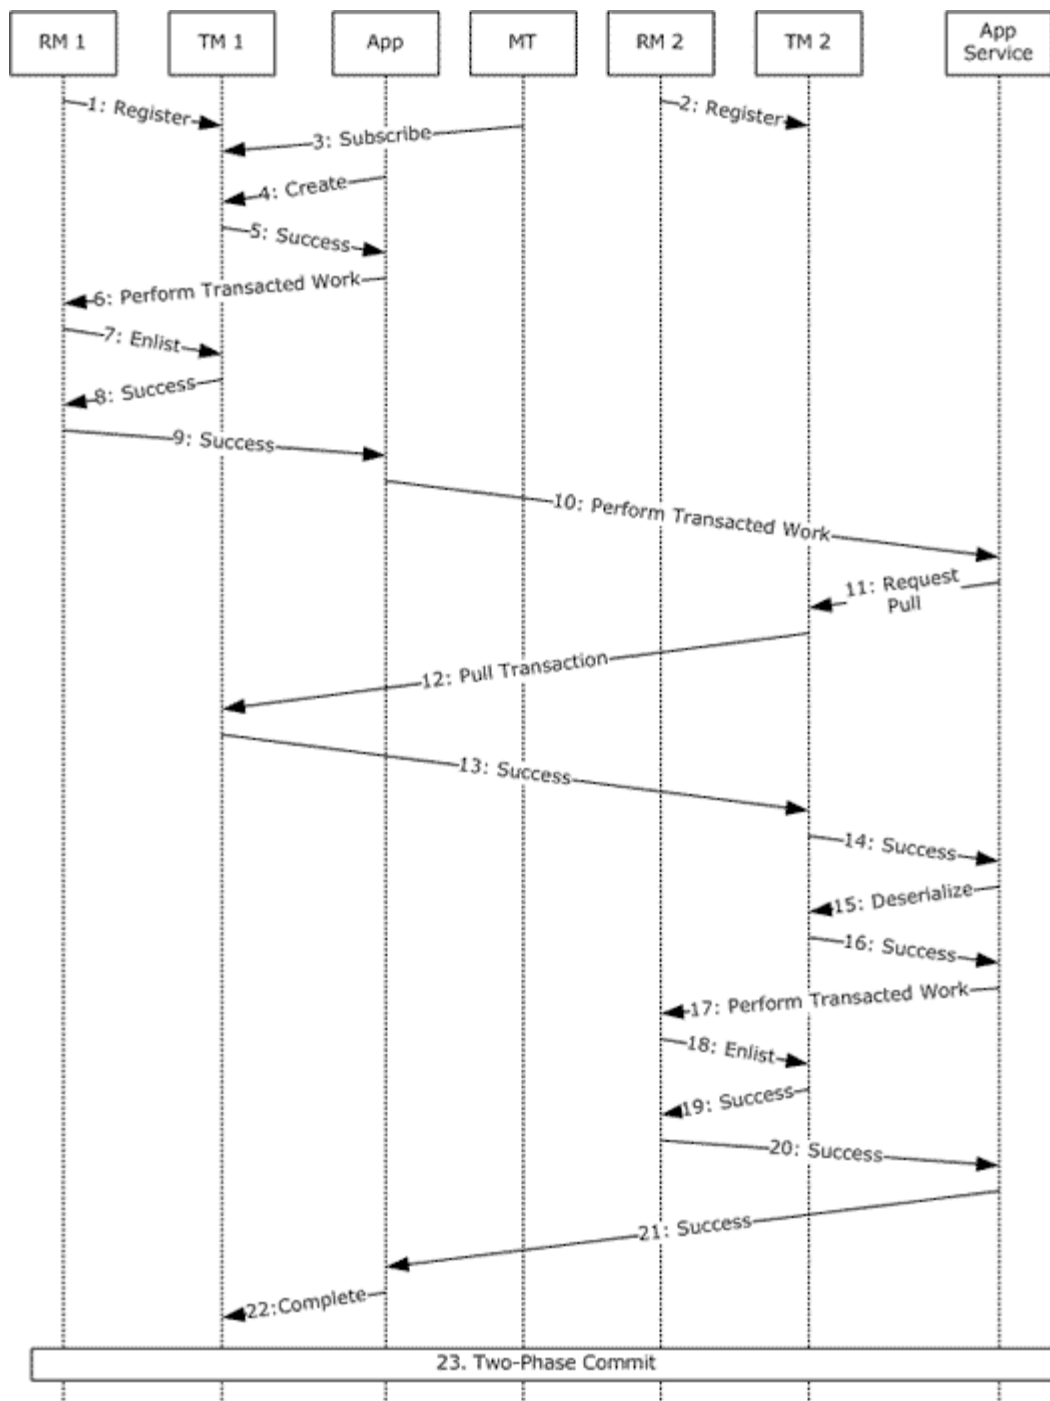 RM 1
TM 1
App
MT
RM 2
TM 2
App
Service
1: Register
2: Register
3: Subscribe
4: Create
5: Success
6: Perform Transacted Work
7: Enlist
8: Success
9: Success
10: Perform Transacted Work
11: Request
Pull
12: Pull Transaction
13: Success
14: Success
15: Deserialize
16: Success
17: Perform Transacted Work
18: Enlist
19: Success
20: Success
21: Success
22:Complete
23. Two-Phase Commit